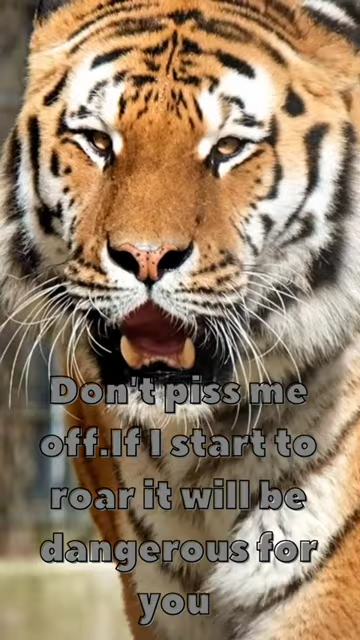 Don't piss me
off.If I start to
roar it will be
dangerous for
you